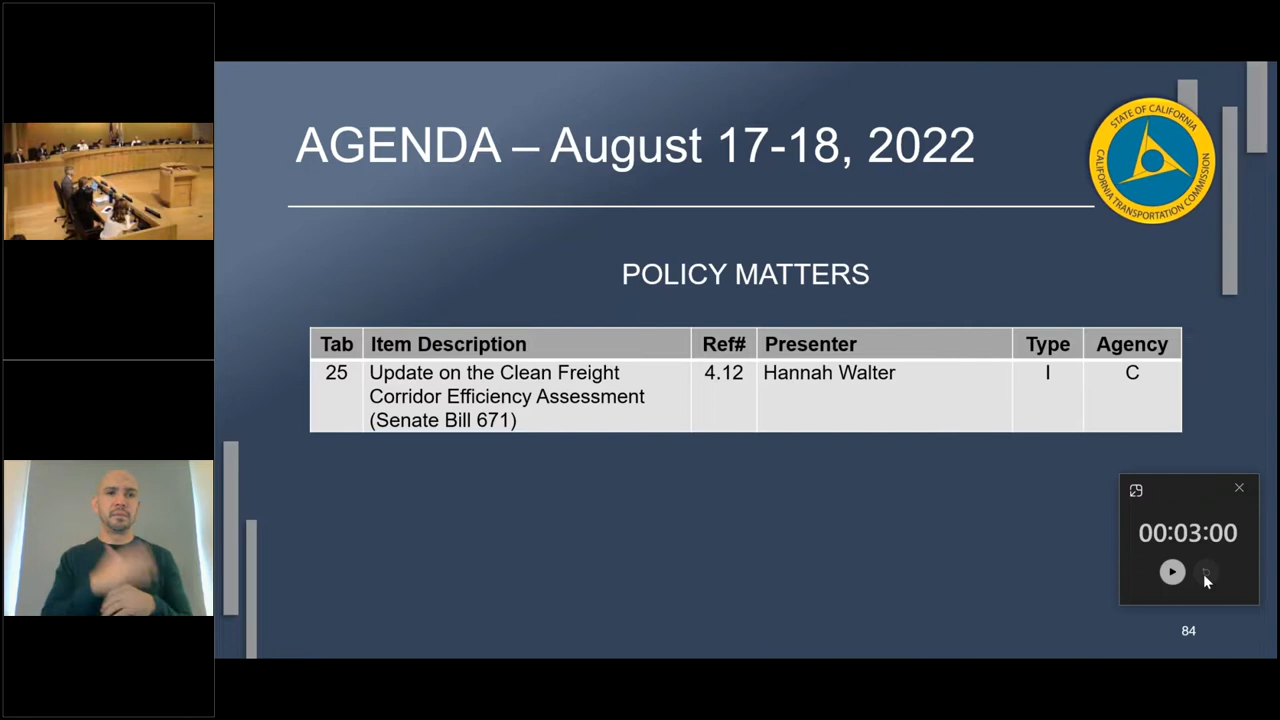 AGENDA – August 17-18, 2022
STATE OF CALIFORNIA
CALIFORNIA TRANSPORTATION COMMISSION
POLICY MATTERS
Tab Item Description Ref# Presenter Type Agency
25 Update on the Clean Freight 4.12 Hannah Walter I C
Corridor Efficiency Assessment
(Senate Bill 671)
00:03:00
84